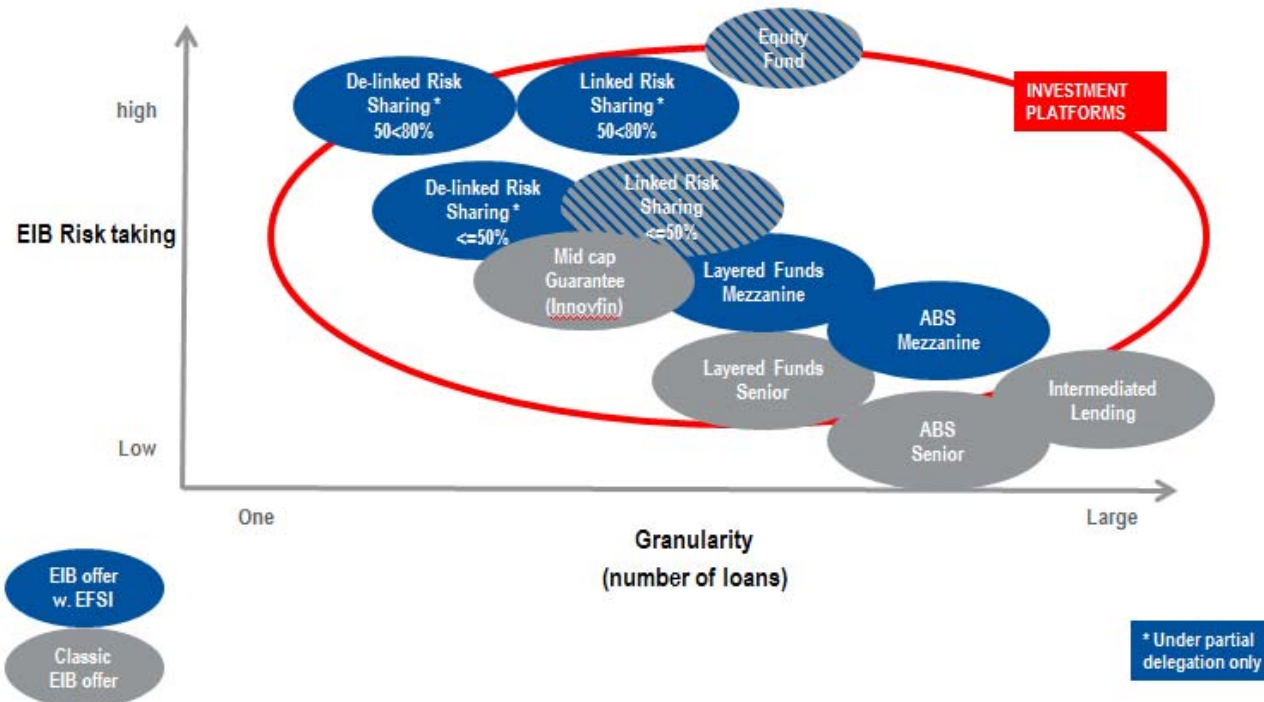 Equity
Fund
De-linked Risk
Sharing *
50<80%
Linked Risk
Sharing *
50<80%
INVESTMENT
PLATFORMS
high
De-linked Risk
Sharing *
<=50%
Linked Risk
Sharing
<=50%
EIB Risk taking
Mid cap
Guarantee
(Innovfin)
Layered Funds
Mezzanine
ABS
Mezzanine
Layered Funds
Senior
Intermediated
Lending
ABS
Senior
Low
One
Large
Granularity
(number of loans)
EIB offer
w. EFSI
Classic
EIB offer
* Under partial
delegation only